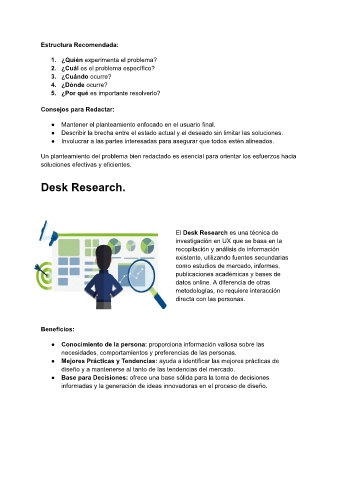 Estructura Recomendada:
1. ¿Quién experimenta el problema?
2. ¿Cuál es el problema específico?
3. ¿Cuándo ocurre?
4. ¿Dónde ocurre?
5. ¿Por qué es importante resolverlo?
Consejos para Redactar:
● Mantener el planteamiento enfocado en el usuario final.
● Describir la brecha entre el estado actual y el deseado sin limitar las soluciones.
● Involucrar a las partes interesadas para asegurar que todos estén alineados.
Un planteamiento del problema bien redactado es esencial para orientar los esfuerzos hacia
soluciones efectivas y eficientes.
Desk Research.
El Desk Research es una técnica de
investigación en UX que se basa en la
recopilación y análisis de información
existente, utilizando fuentes secundarias
como estudios de mercado, informes,
publicaciones académicas y bases de
datos online. A diferencia de otras
metodologías, no requiere interacción
directa con las personas.
Beneficios:
● Conocimiento de la persona: proporciona información valiosa sobre las
necesidades, comportamientos y preferencias de las personas.
● Mejores Prácticas y Tendencias: ayuda a identificar las mejores prácticas de
diseño y a mantenerse al tanto de las tendencias del mercado.
● Base para Decisiones: ofrece una base sólida para la toma de decisiones
informadas y la generación de ideas innovadoras en el proceso de diseño.